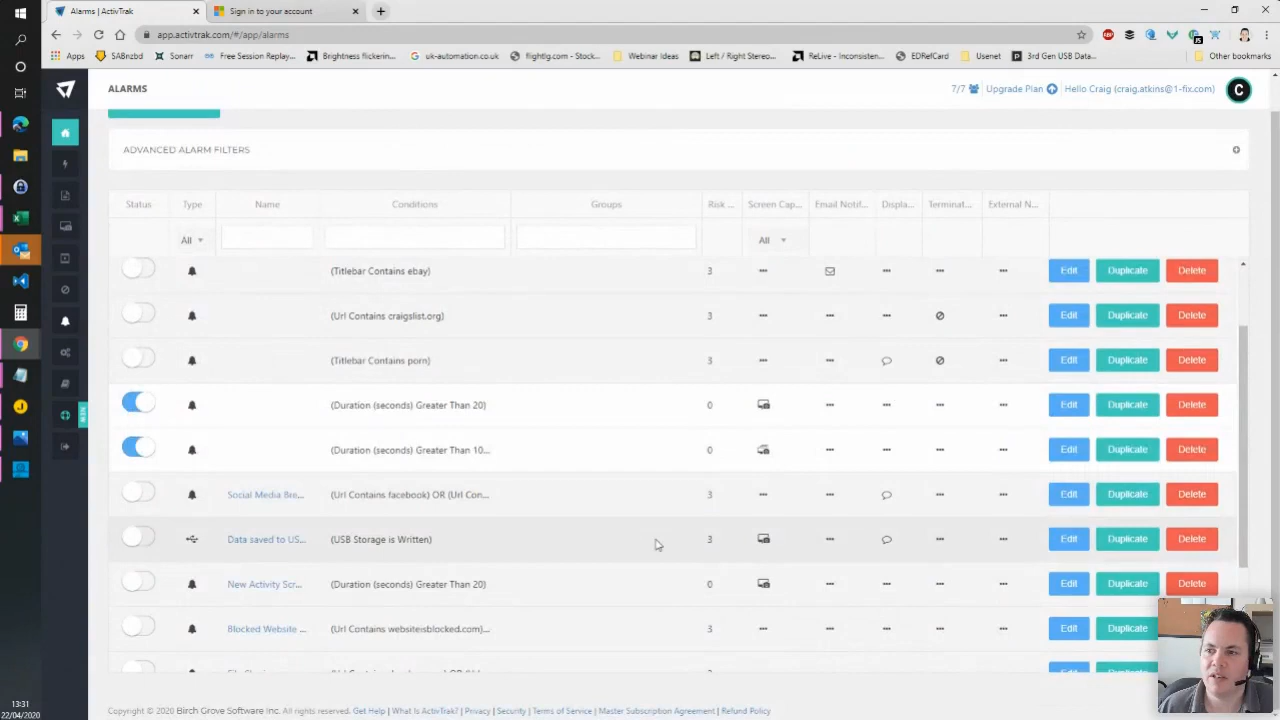 Alarms | ActivTrak
Sign in to your account
app.activtrak.com/#/app/alarms
Apps
SABnzbd
Sonarr
Free Session Replay...
Brightness flickerin...
uk-automation.co.uk
flightlg.com - Stock...
Webinar Ideas
Left / Right Stereo...
ReLive - Inconsisten...
EDRefCard
Usenet
3rd Gen USB Data...
Other bookmarks
ALARMS
7/7
Upgrade Plan
Hello Craig (craig.atkins@1-fix.com)
C
ADVANCED ALARM FILTERS
Status Type Name Conditions Groups Risk ... Screen Cap... Email Notif... Displa... Terminat... External N...
All All
(Titlebar Contains ebay) 3 Edit Duplicate Delete
(Url Contains craigslist.org) 3 Edit Duplicate Delete
(Titlebar Contains porn) 3 Edit Duplicate Delete
(Duration (seconds) Greater Than 20) 0 Edit Duplicate Delete
(Duration (seconds) Greater Than 10... 0 Edit Duplicate Delete
Social Media Bre... (Url Contains facebook) OR (Url Con... 3 Edit Duplicate Delete
Data saved to US... (USB Storage is Written) 3 Edit Duplicate Delete
New Activity Scr... (Duration (seconds) Greater Than 20) 0 Edit Duplicate Delete
Blocked Website ... (Url Contains websiteisblocked.com)... 3 Edit Duplicate
NEW
Copyright © 2020 Birch Grove Software Inc. All rights reserved. Get Help | What Is ActivTrak? | Privacy | Security | Terms of Service | Master Subscription Agreement | Refund Policy
13:31
22/04/2020